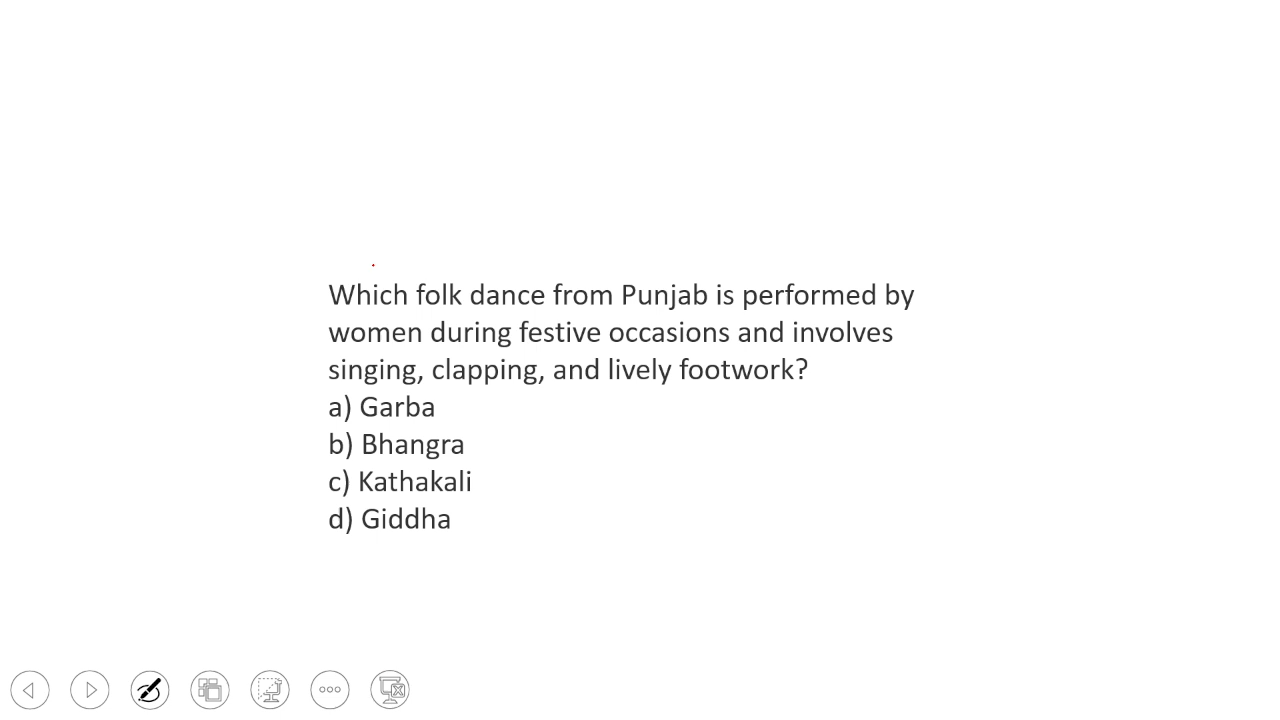 Which folk dance from Punjab is performed by
women during festive occasions and involves
singing, clapping, and lively footwork?
a) Garba
b) Bhangra
c) Kathakali
d) Giddha